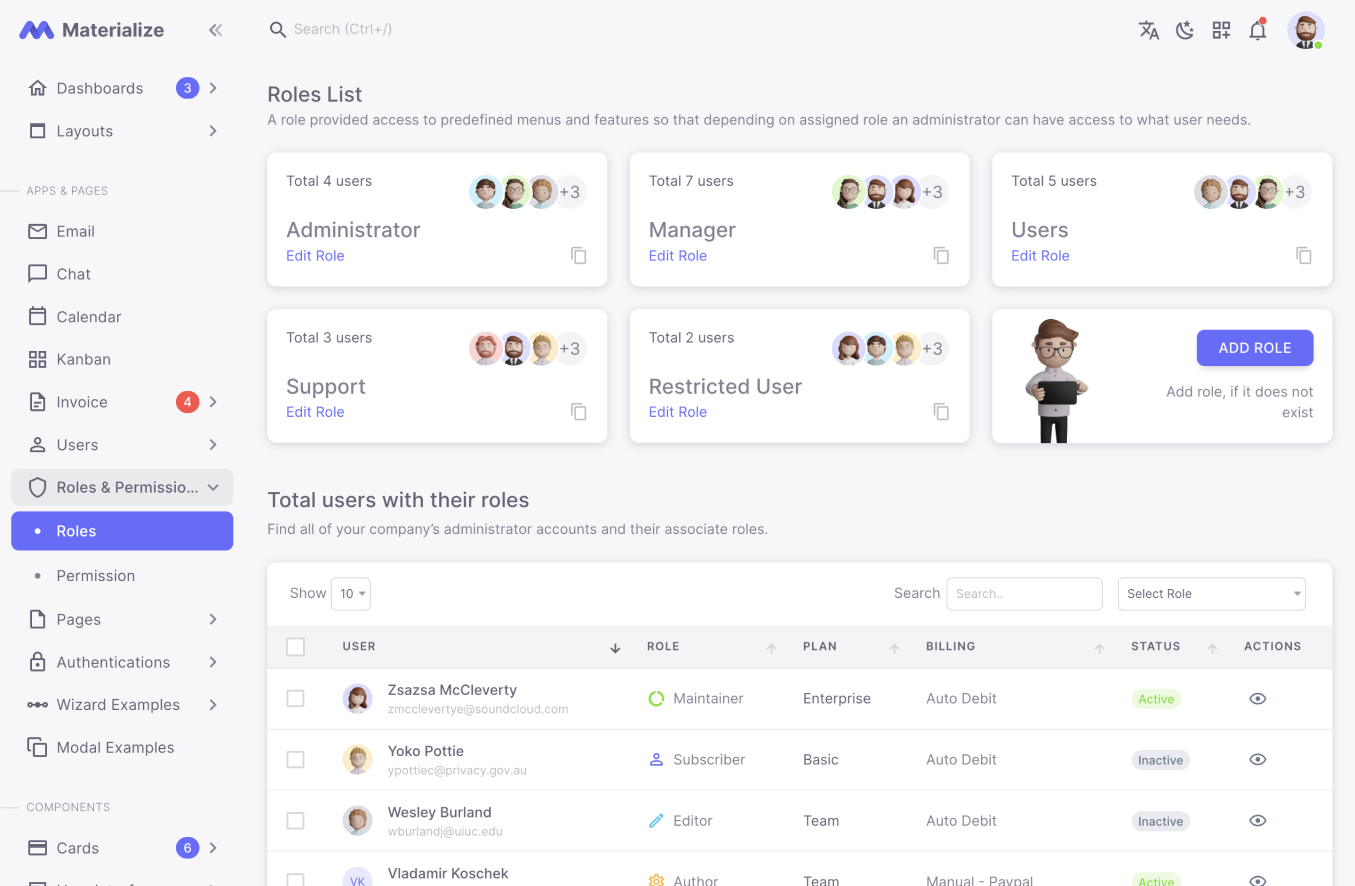 Materialize
Search (Ctrl+/)
Dashboards 3
Layouts
APPS & PAGES
Email
Chat
Calendar
Kanban
Invoice 4
Users
Roles & Permissio...
Roles
Permission
Pages
Authentications
Wizard Examples
Modal Examples
COMPONENTS
Cards 6
Roles List
A role provided access to predefined menus and features so that depending on assigned role an administrator can have access to what user needs.
Total 4 users +3
Administrator
Edit Role
Total 7 users +3
Manager
Edit Role
Total 5 users +3
Users
Edit Role
Total 3 users +3
Support
Edit Role
Total 2 users +3
Restricted User
Edit Role
ADD ROLE
Add role, if it does not
exist
Total users with their roles
Find all of your company’s administrator accounts and their associate roles.
Show 10 Search Search.. Select Role
USER ROLE PLAN BILLING STATUS ACTIONS
Zsazsa McCleverty
zmcclevertye@soundcloud.com
Maintainer Enterprise Auto Debit Active
Yoko Pottie
ypottiec@privacy.gov.au
Subscriber Basic Auto Debit Inactive
Wesley Burland
wburlandj@uiuc.edu
Editor Team Auto Debit Inactive
VK Vladamir Koschek
Author Team Manual - Paypal Active